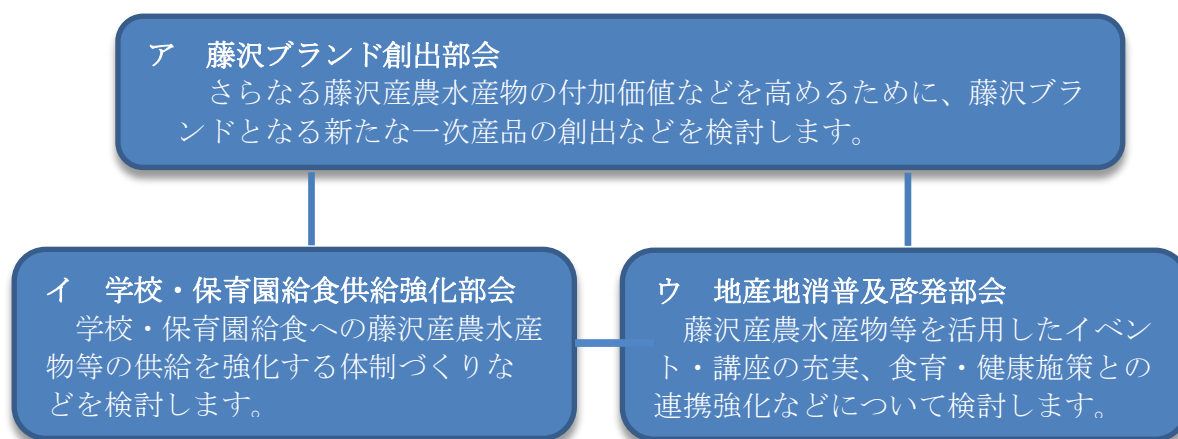 ア　藤沢ブランド創出部会
さらなる藤沢産農水産物の付加価値などを高めるために、藤沢ブラ
ンドとなる新たな一次産品の創出などを検討します。
イ　学校・保育園給食供給強化部会
学校・保育園給食への藤沢産農水産
物等の供給を強化する体制づくりな
どを検討します。
ウ　地産地消普及啓発部会
藤沢産農水産物等を活用したイベン
ト・講座の充実、食育・健康施策との
連携強化などについて検討します。